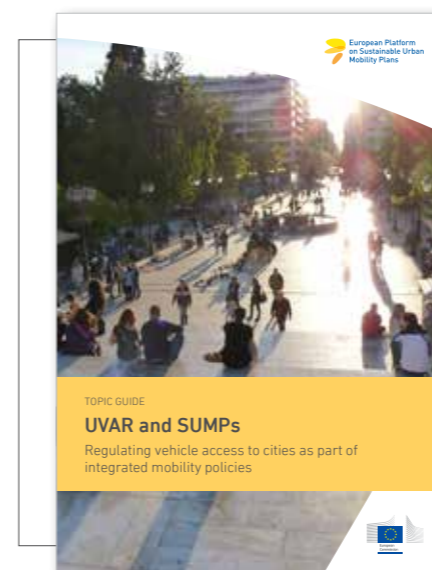 European Platform
on Sustainable Urban
Mobility Plans
TOPIC GUIDE
UVAR and SUMPs
Regulating vehicle access to cities as part of
integrated mobility policies
European
Commission